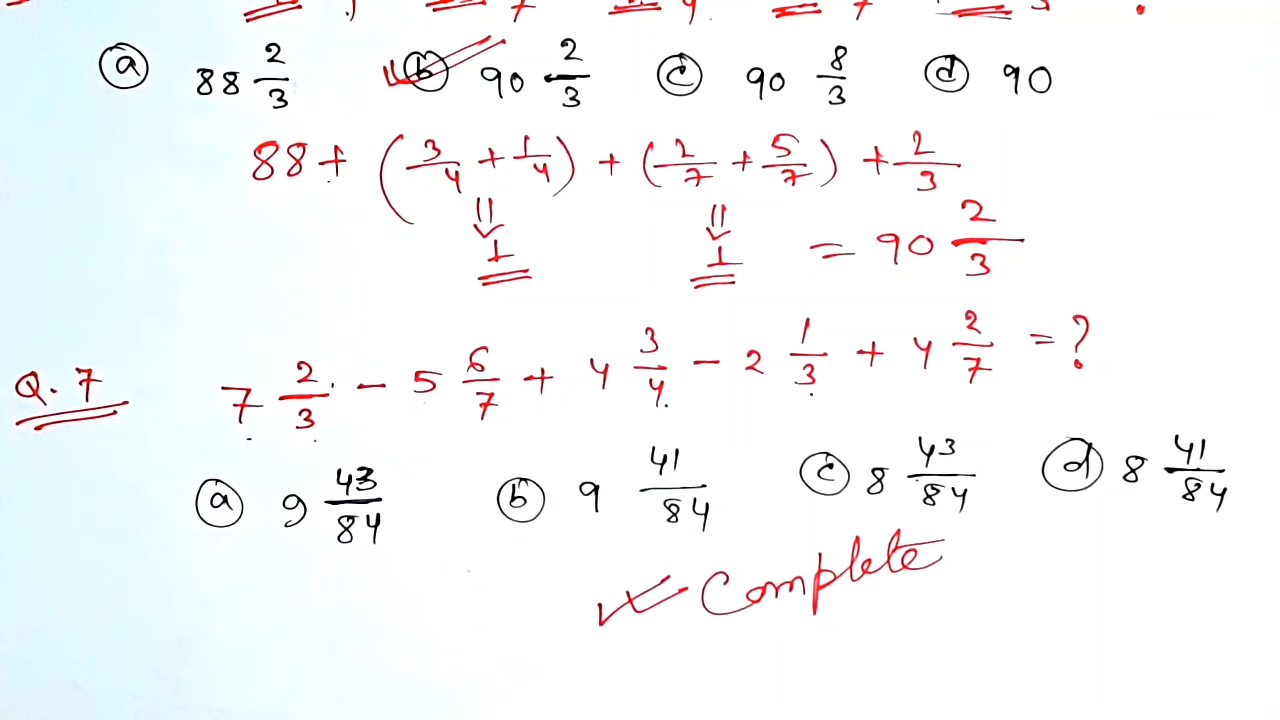 ⓐ 88 2/3 ⓑ 90 2/3 ⓒ 90 8/3 ⓓ 90
88 + (3/4 + 1/4) + (2/7 + 5/7) + 2/3
⇓ ⇓
1 1 = 90 2/3
Q.7 7 2/3 - 5 6/7 + 4 3/4 - 2 1/3 + 4 2/7 = ?
ⓐ 9 43/84 ⓑ 9 41/84 ⓒ 8 43/84 ⓓ 8 41/84
✓ Complete